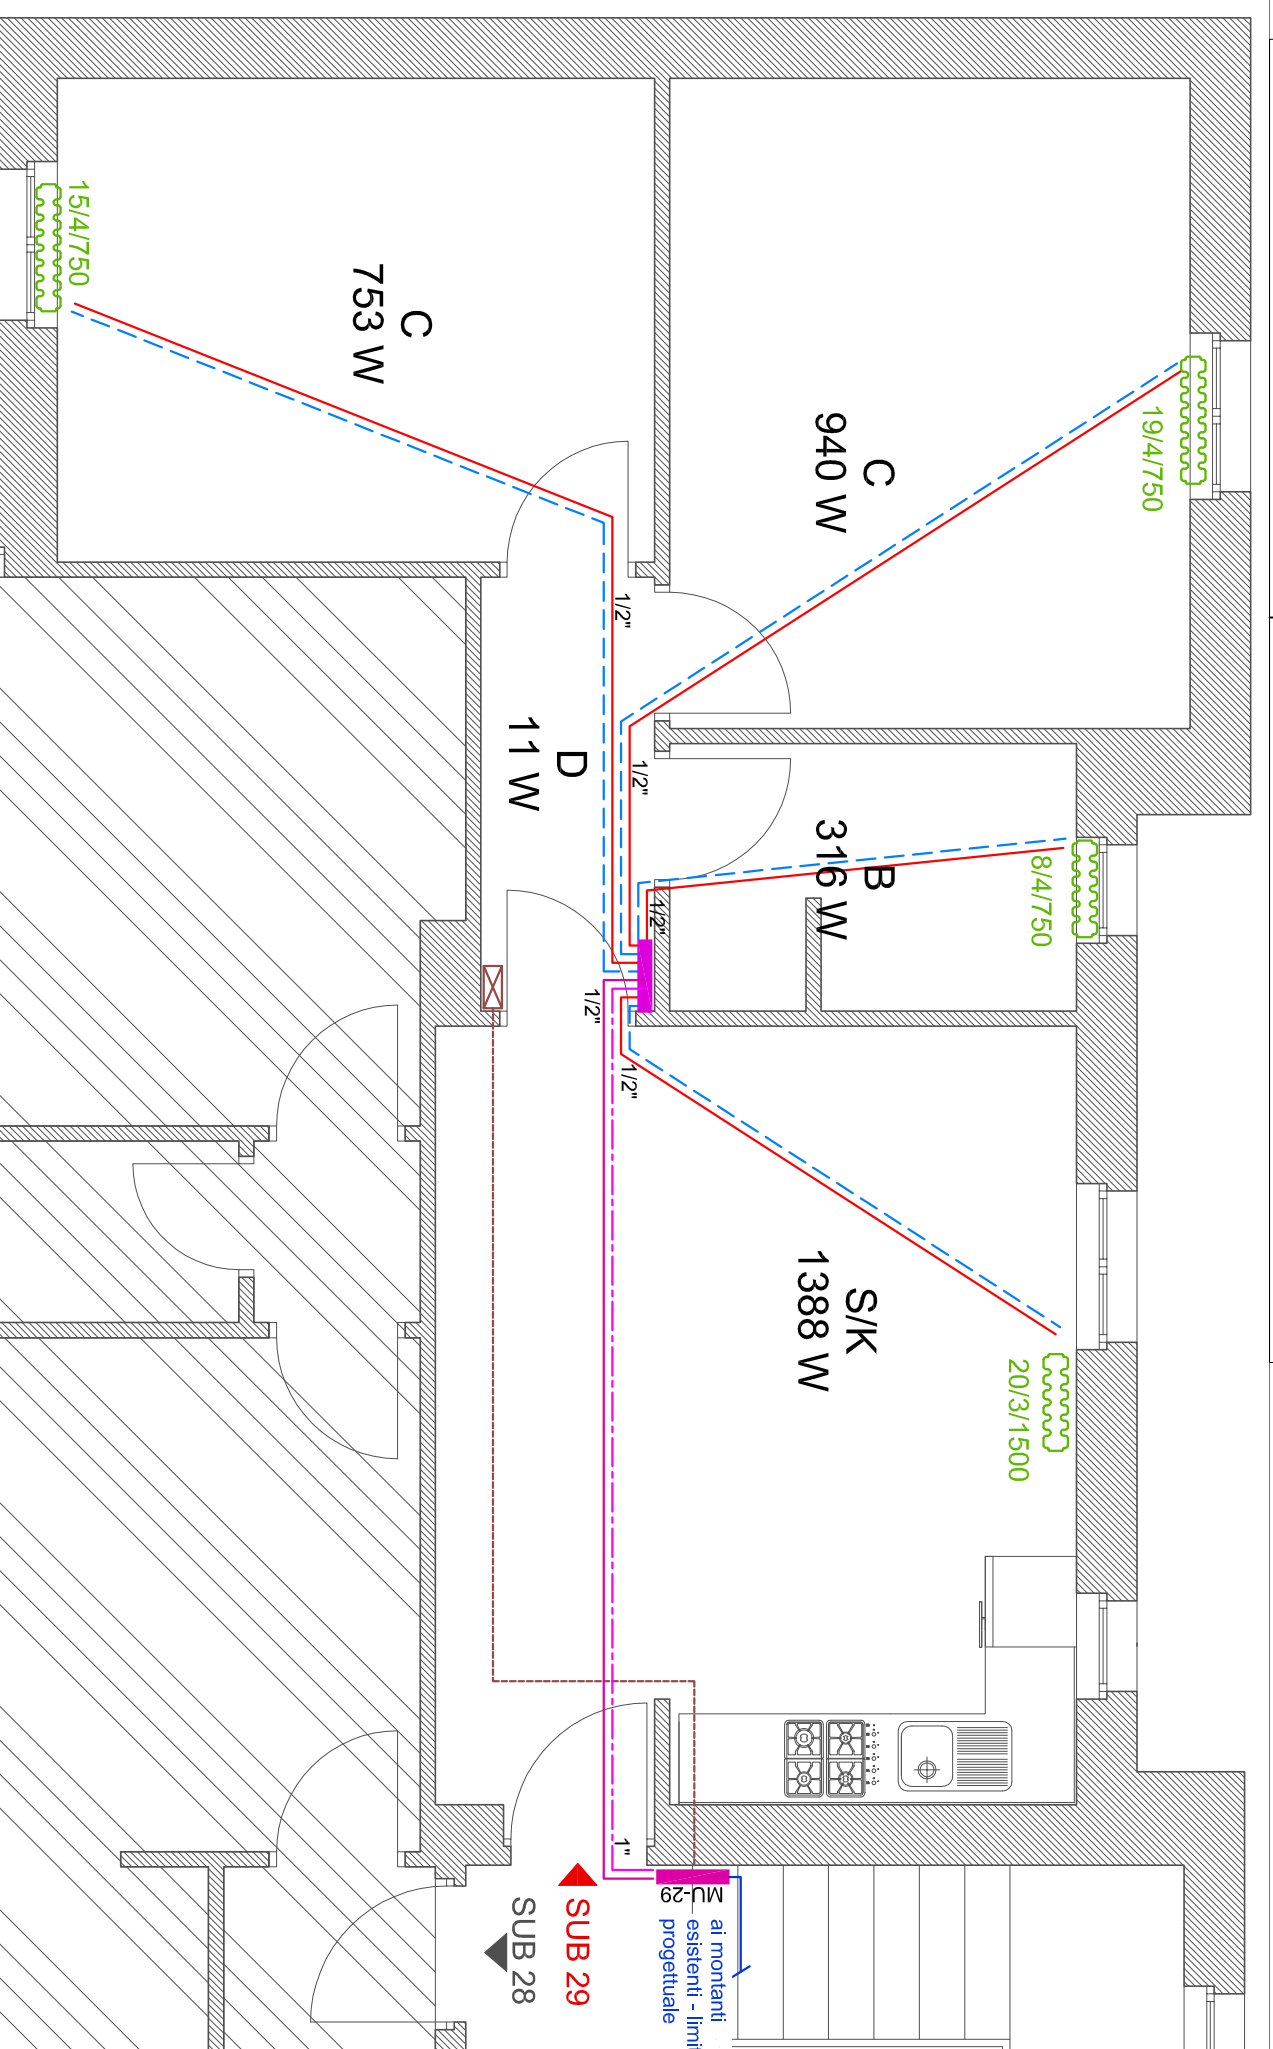 15/4/750
C
753 W
C
940 W
19/4/750
1/2"
D
11 W
1/2"
B
316 W
8/4/750
1/2"
1/2"
1/2"
S/K
1388 W
20/3/1500
1"
MU-29
SUB 29
SUB 28
ai montanti
esistenti - limit
progettuale